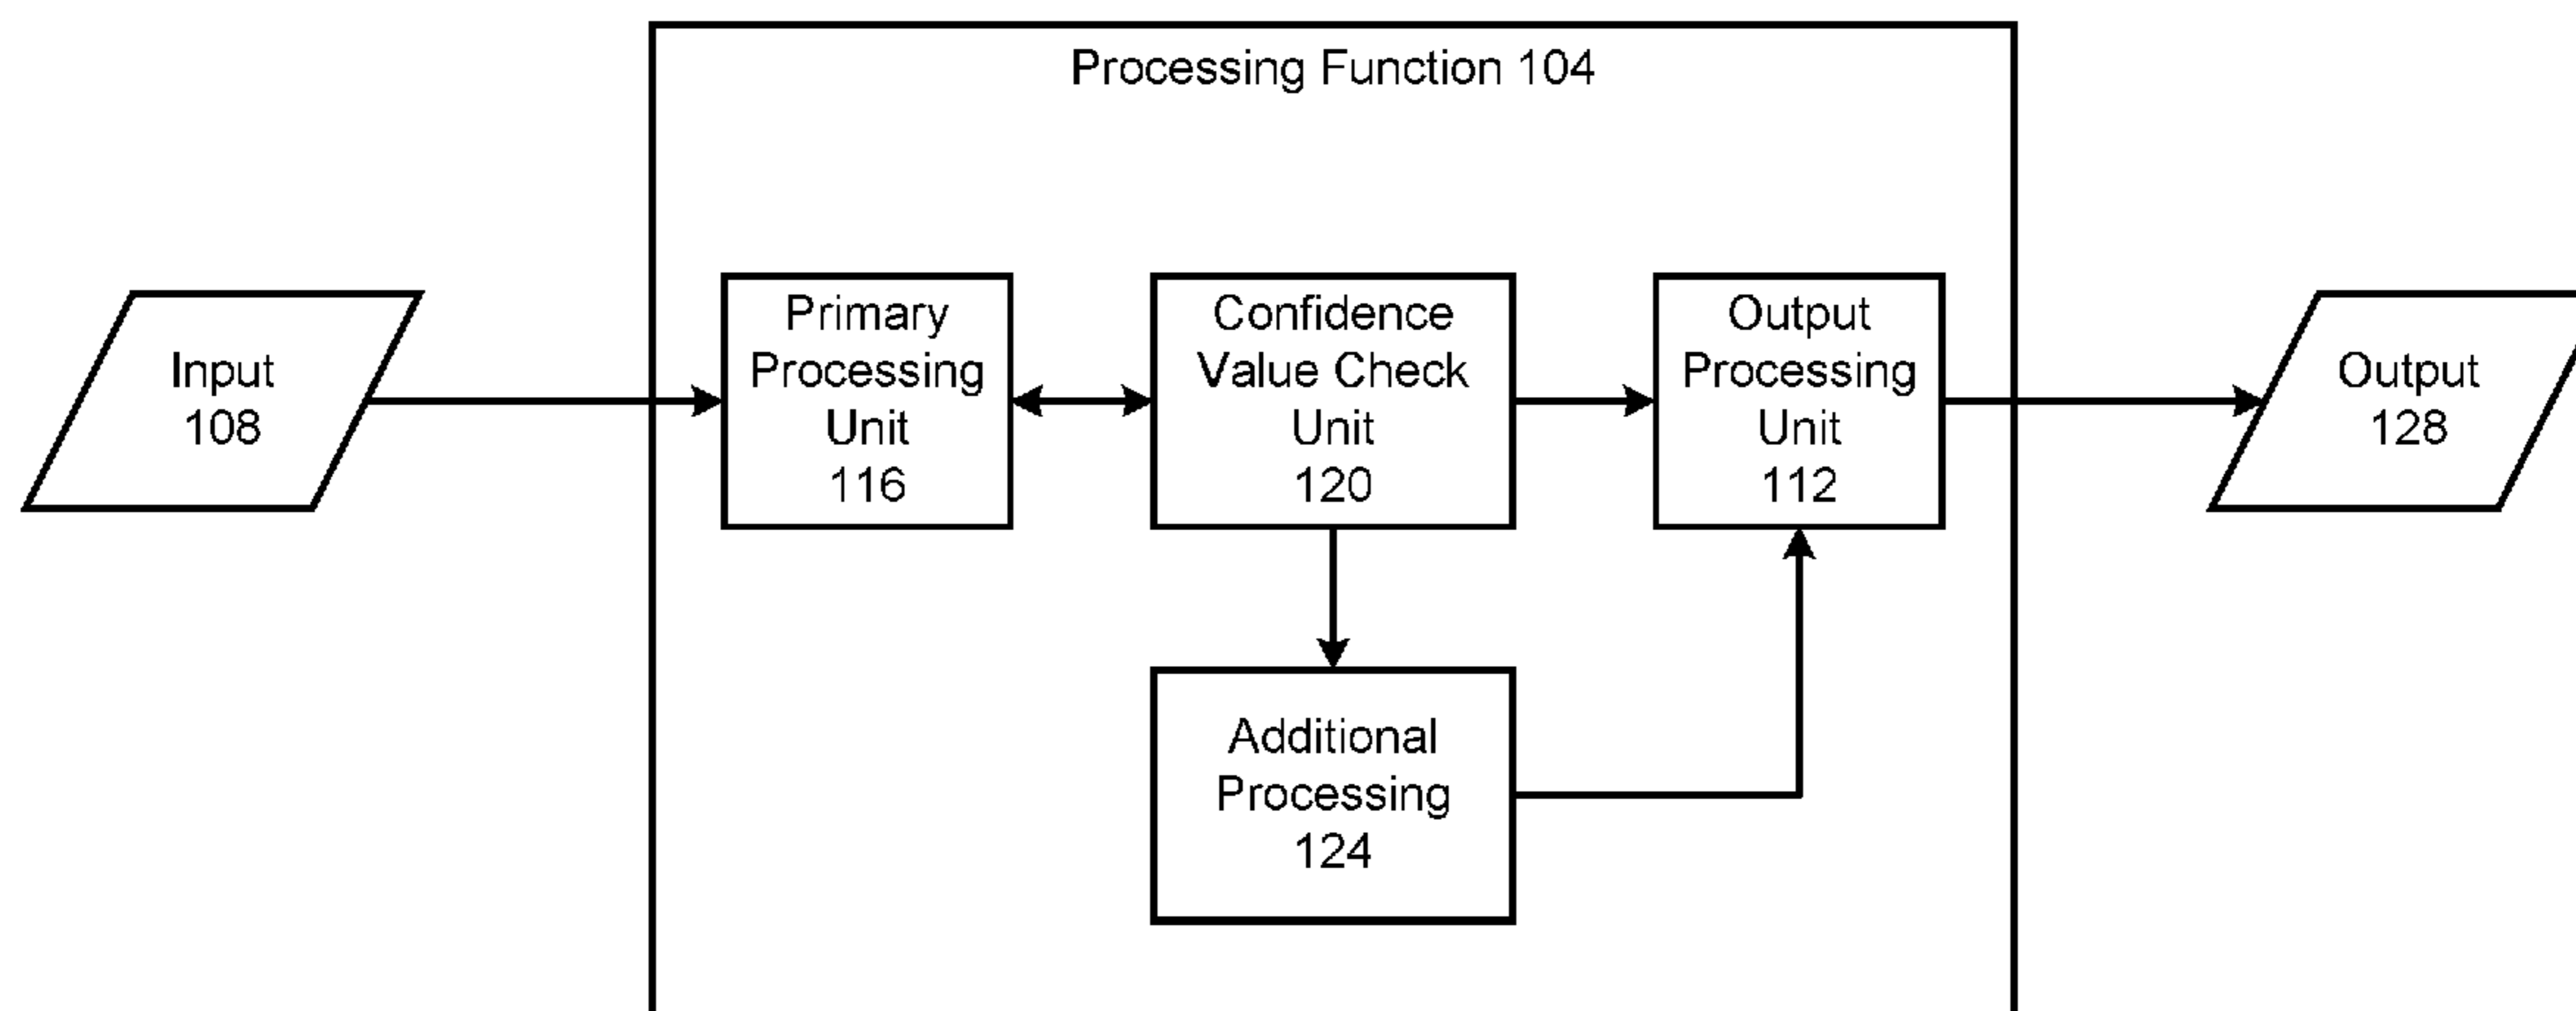 Processing Function 104
Input
108
Primary
Processing
Unit
116
Confidence
Value Check
Unit
120
Output
Processing
Unit
112
Output
128
Additional
Processing
124